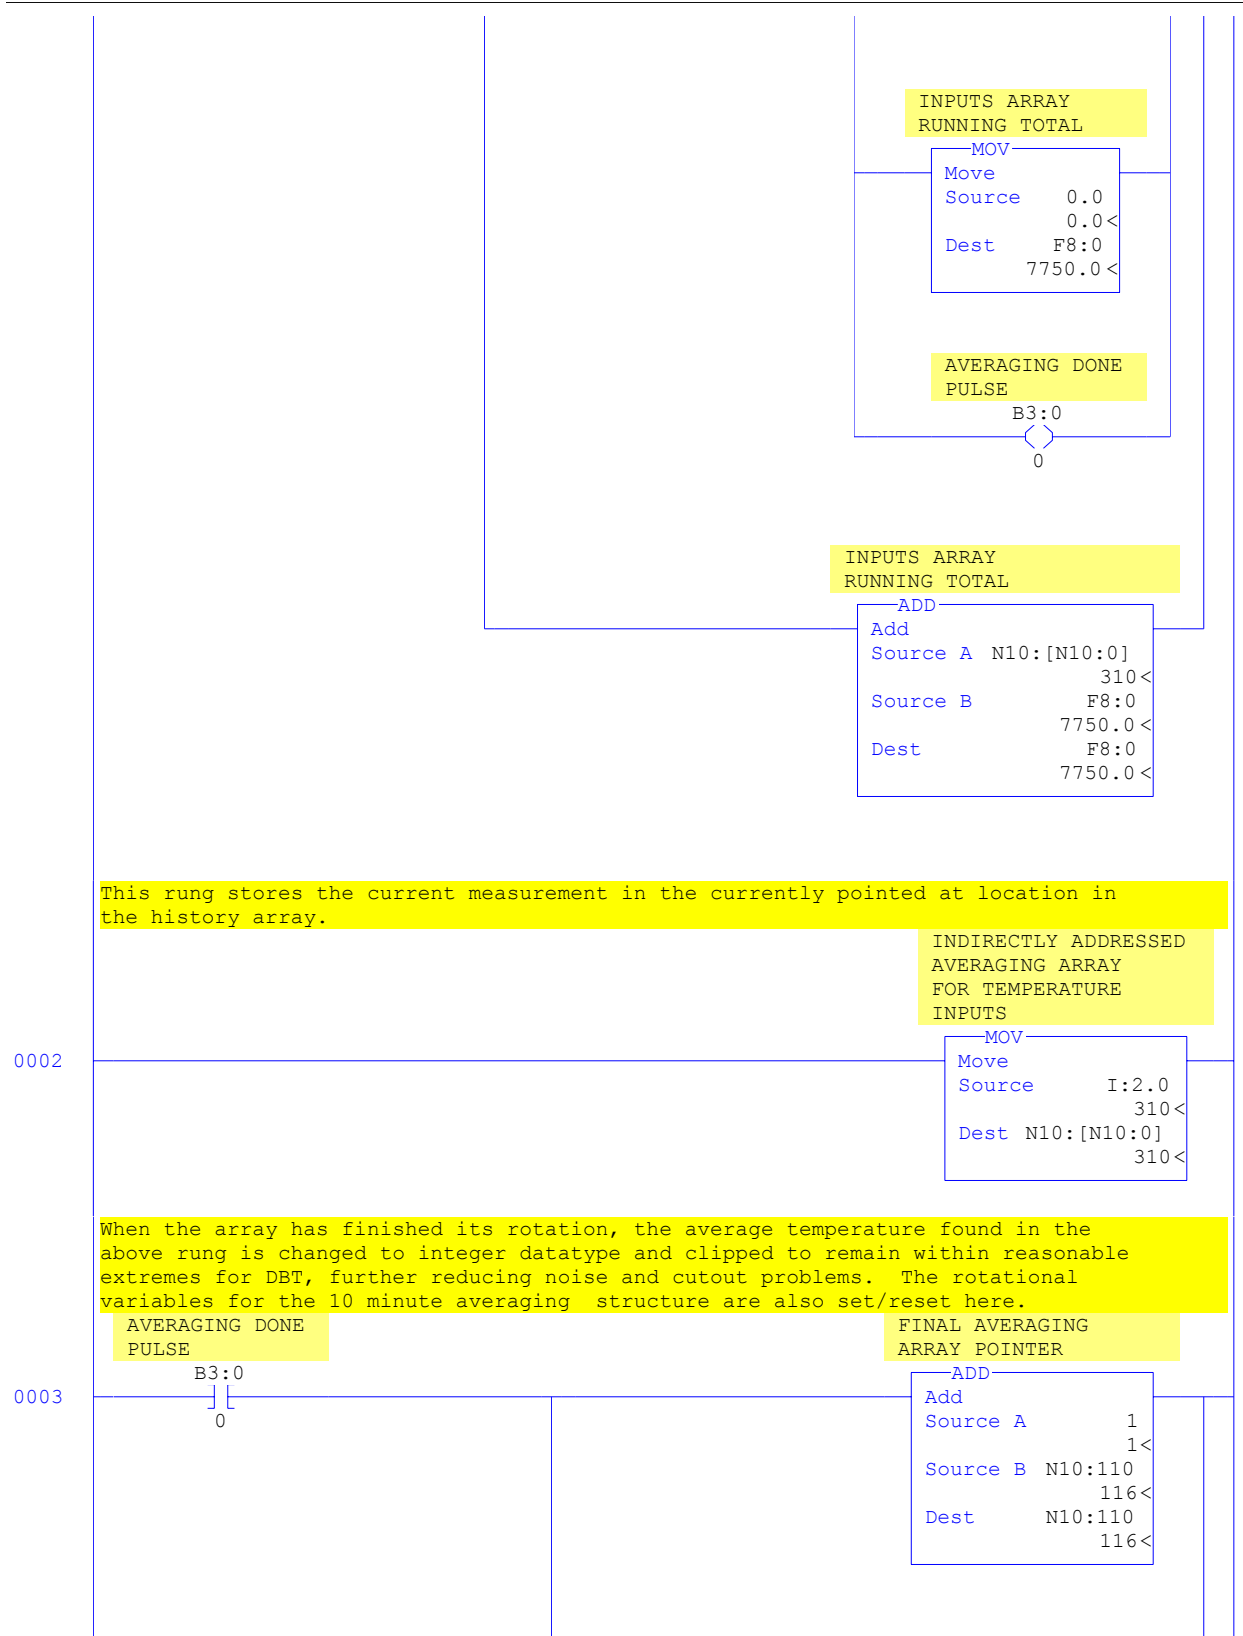 INPUTS ARRAY
RUNNING TOTAL
MOV
Move
Source 0.0
0.0<
Dest F8:0
7750.0<
AVERAGING DONE
PULSE
B3:0
0
INPUTS ARRAY
RUNNING TOTAL
ADD
Add
Source A N10:[N10:0]
310<
Source B F8:0
7750.0<
Dest F8:0
7750.0<
This rung stores the current measurement in the currently pointed at location in
the history array.
INDIRECTLY ADDRESSED
AVERAGING ARRAY
FOR TEMPERATURE
INPUTS
MOV
0002
Move
Source I:2.0
310<
Dest N10:[N10:0]
310<
When the array has finished its rotation, the average temperature found in the
above rung is changed to integer datatype and clipped to remain within reasonable
extremes for DBT, further reducing noise and cutout problems.  The rotational
variables for the 10 minute averaging  structure are also set/reset here.
AVERAGING DONE
PULSE
B3:0
0003
0
FINAL AVERAGING
ARRAY POINTER
ADD
Add
Source A 1
1<
Source B N10:110
116<
Dest N10:110
116<